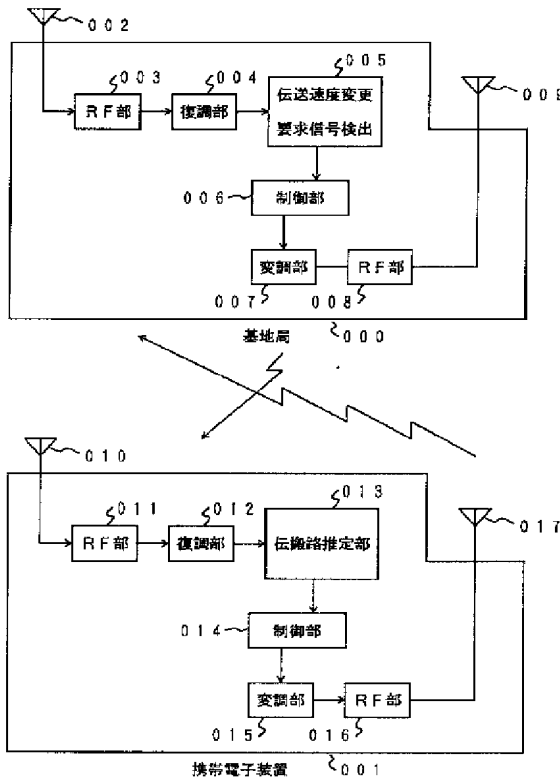 002
003
004
005
009
RF部
復調部
伝送速度変更
要求信号検出
006
制御部
変調部
RF部
007
008
基地局
000
010
011
012
013
017
RF部
復調部
伝搬路推定部
014
制御部
変調部
RF部
015
016
携帯電子装置
001